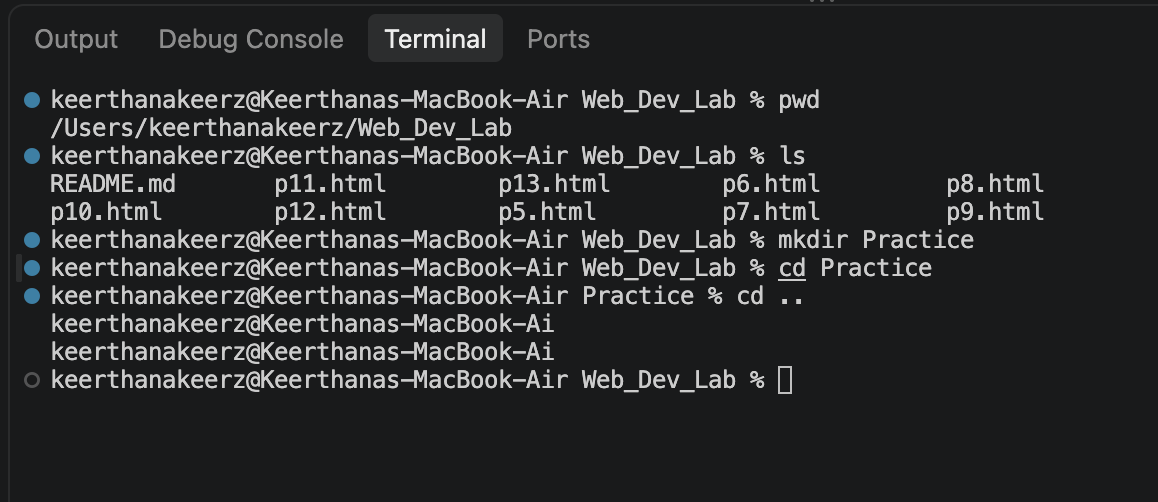 Output Debug Console Terminal Ports
keerthanakeerz@Keerthanas-MacBook-Air Web_Dev_Lab % pwd
/Users/keerthanakeerz/Web_Dev_Lab
keerthanakeerz@Keerthanas-MacBook-Air Web_Dev_Lab % ls
README.md p11.html p13.html p6.html p8.html
p10.html p12.html p5.html p7.html p9.html
keerthanakeerz@Keerthanas-MacBook-Air Web_Dev_Lab % mkdir Practice
keerthanakeerz@Keerthanas-MacBook-Air Web_Dev_Lab % cd Practice
keerthanakeerz@Keerthanas-MacBook-Air Practice % cd ..
keerthanakeerz@Keerthanas-MacBook-Ai
keerthanakeerz@Keerthanas-MacBook-Ai
keerthanakeerz@Keerthanas-MacBook-Air Web_Dev_Lab %